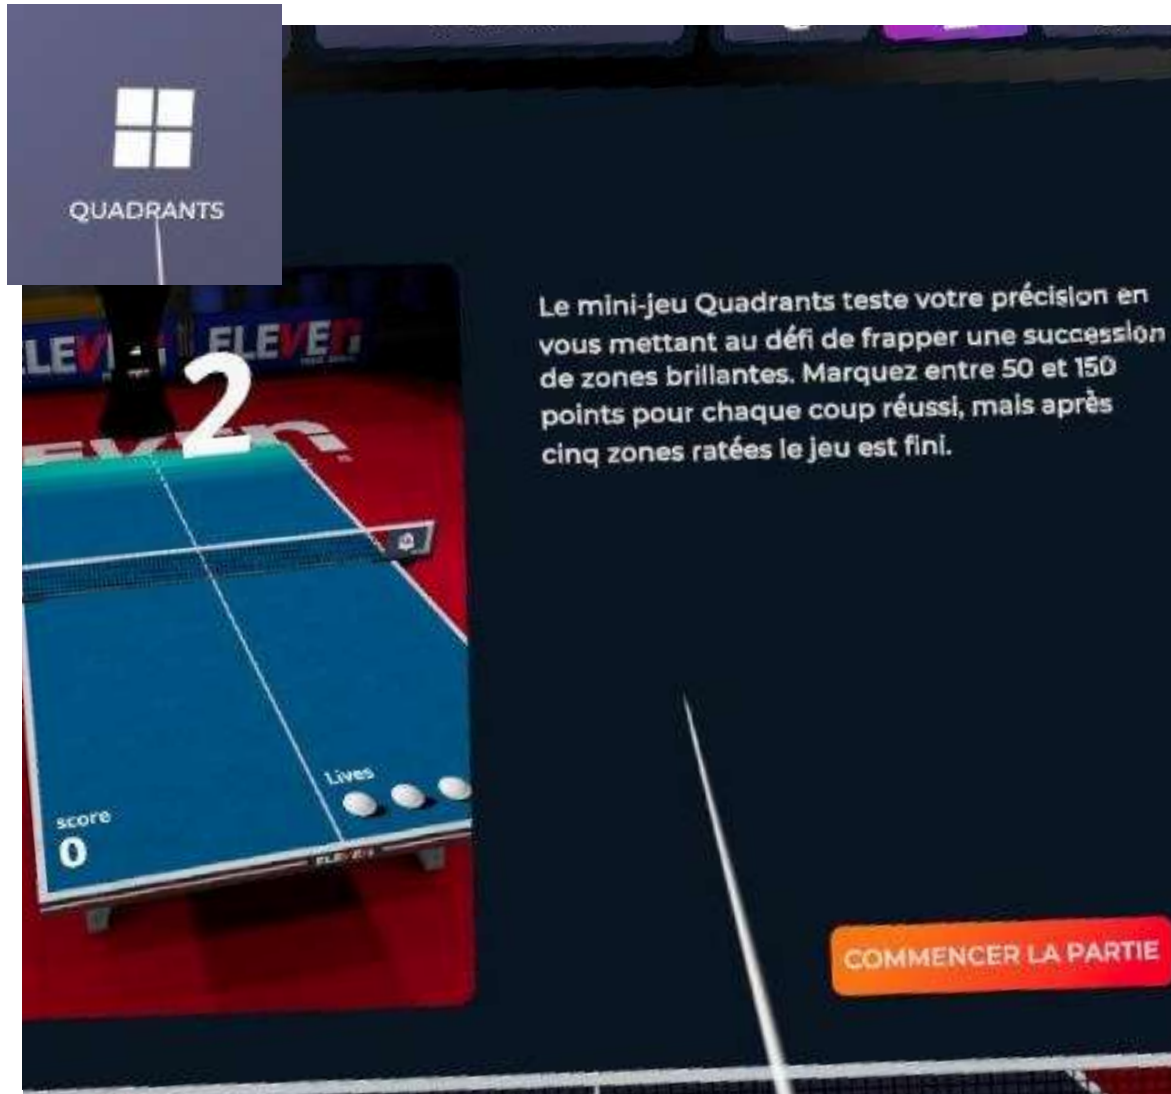 QUADRANTS
Le mini-jeu Quadrants teste votre précision en
vous mettant au défi de frapper une succession
de zones brillantes. Marquez entre 50 et 150
points pour chaque coup réussi, mais après
cinq zones ratées le jeu est fini.
ELEVEn
2
Lives
score
0
ELEVEN
COMMENCER LA PARTIE